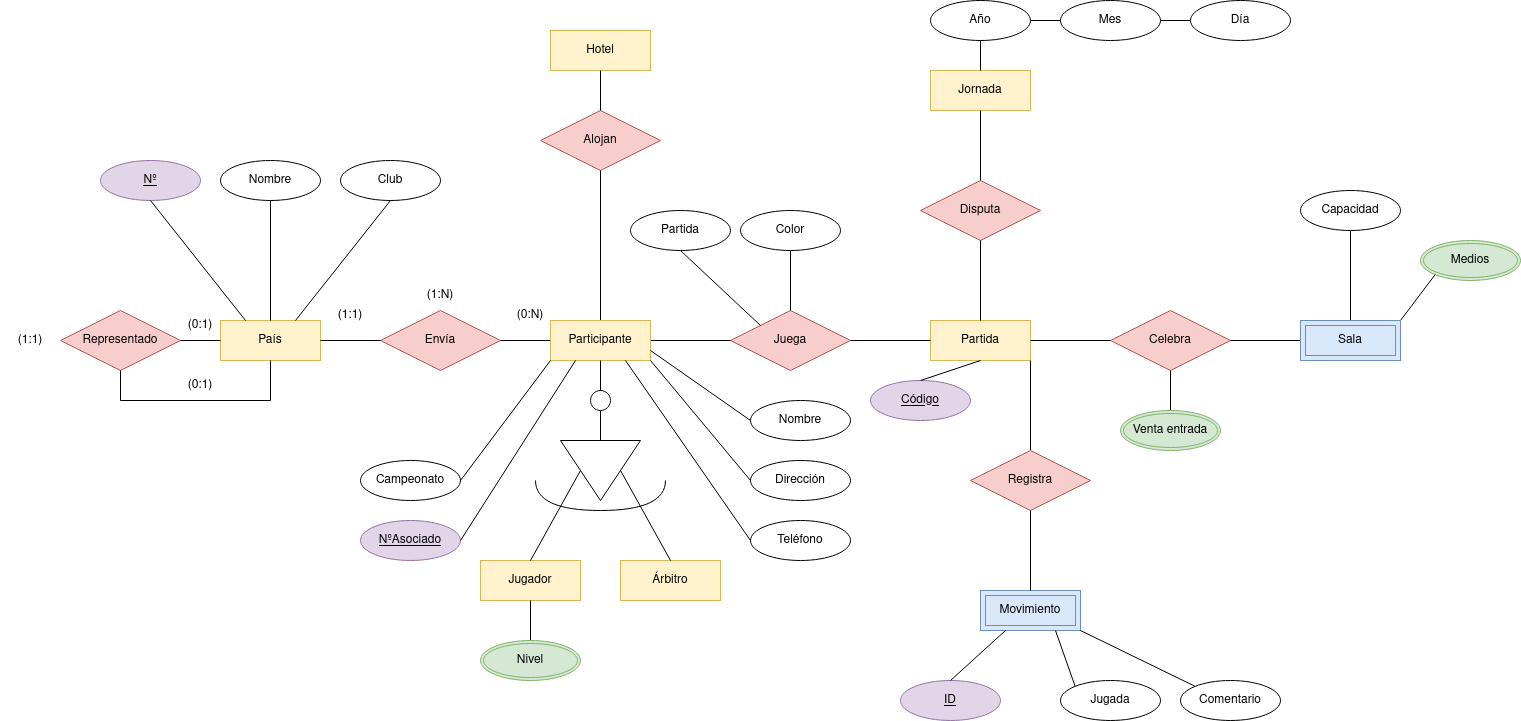 Año
Mes
Día
Hotel
Jornada
Alojan
Nº
Nombre
Club
Disputa
Capacidad
Partida
Color
Medios
(1:N)
(1:1)
(0:1)
(1:1)
(0:N)
Representado
País
Envía
Participante
Juega
Partida
Celebra
Sala
(0:1)
Código
Nombre
Venta entrada
Campeonato
Dirección
Registra
NºAsociado
Teléfono
Jugador
Árbitro
Movimiento
Nivel
ID
Jugada
Comentario